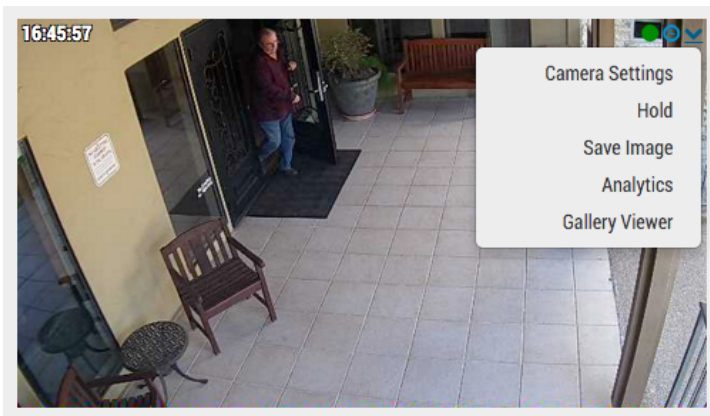 16:45:57
Camera Settings
Hold
Save Image
Analytics
Gallery Viewer